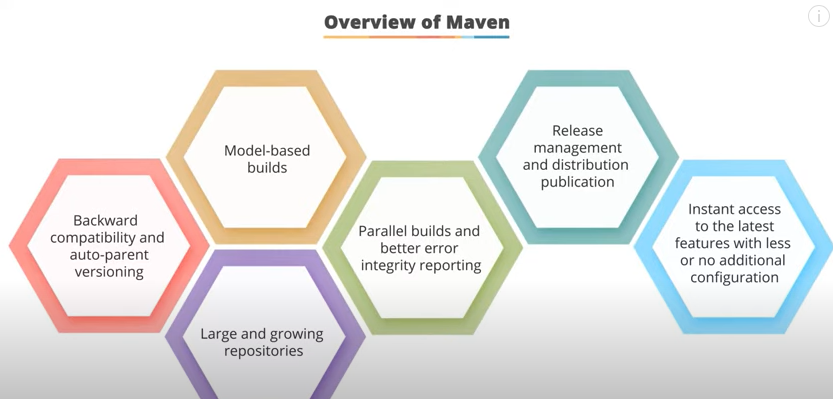 Overview of Maven
Backward
compatibility and
auto-parent
versioning
Model-based
builds
Large and growing
repositories
Parallel builds and
better error
integrity reporting
Release
management
and distribution
publication
Instant access
to the latest
features with less
or no additional
configuration
i